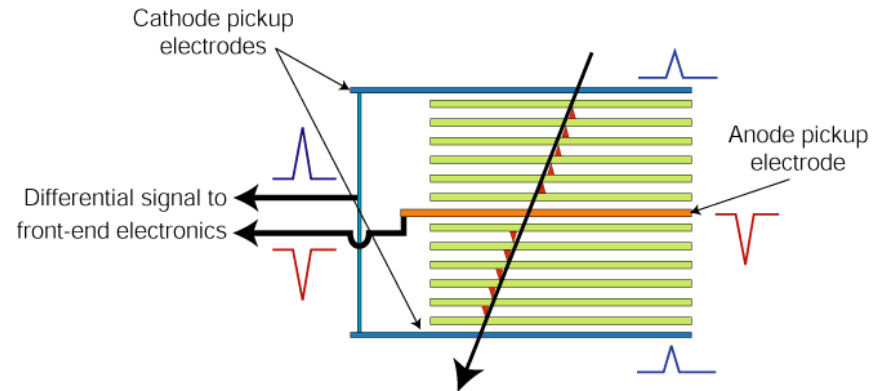 Cathode pickup
electrodes
Anode pickup
electrode
Differential signal to
front-end electronics